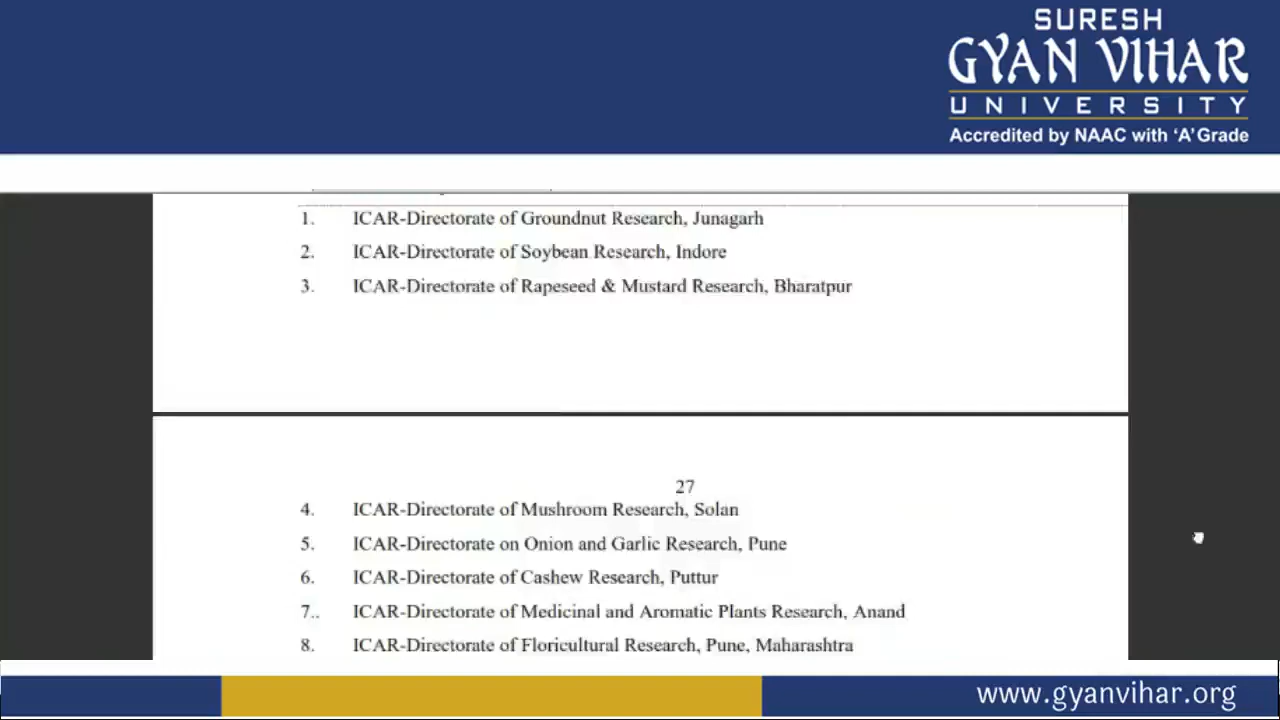 SURESH
GYAN VIHAR
UNIVERSITY
Accredited by NAAC with ‘A’ Grade
1. ICAR-Directorate of Groundnut Research, Junagarh
2. ICAR-Directorate of Soybean Research, Indore
3. ICAR-Directorate of Rapeseed & Mustard Research, Bharatpur
27
4. ICAR-Directorate of Mushroom Research, Solan
5. ICAR-Directorate on Onion and Garlic Research, Pune
6. ICAR-Directorate of Cashew Research, Puttur
7.. ICAR-Directorate of Medicinal and Aromatic Plants Research, Anand
8. ICAR-Directorate of Floricultural Research, Pune, Maharashtra
www.gyanvihar.org